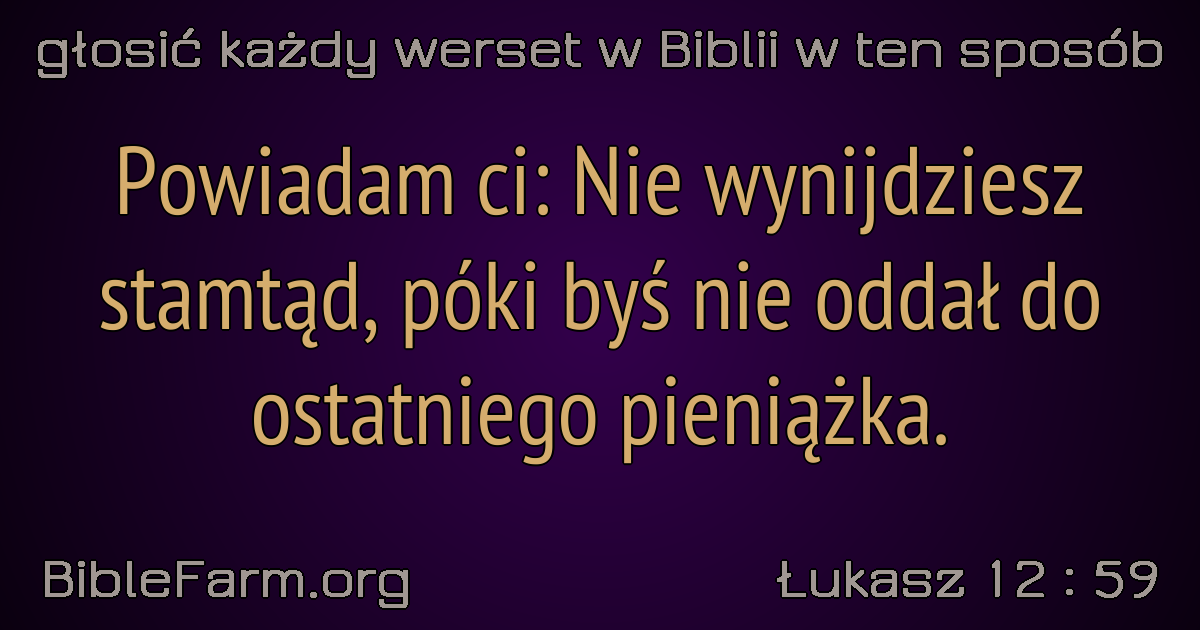 głosić każdy werset w Biblii w ten sposób
Powiadam ci: Nie wynijdziesz
stamtąd, póki byś nie oddał do
ostatniego pieniążka.
BibleFarm.org
Łukasz 12 : 59